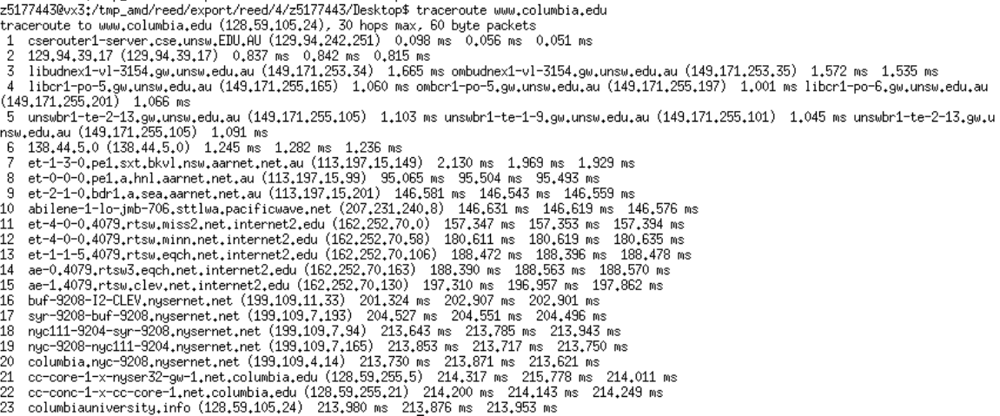 z5177443@vx3:/tmp_amd/reed/export/reed/4/z5177443/Desktop$ traceroute www.columbia.edu
traceroute to www.columbia.edu (128.59.105.24), 30 hops max, 60 byte packets
 1  cserouter1-server.cse.unsw.EDU.AU (129.94.242.251)  0.098 ms  0.056 ms  0.051 ms
 2  129.94.39.17 (129.94.39.17)  0.837 ms  0.842 ms  0.815 ms
 3  libudnex1-vl-3154.gw.unsw.edu.au (149.171.253.34)  1.665 ms ombudnex1-vl-3154.gw.unsw.edu.au (149.171.253.35)  1.572 ms  1.535 ms
 4  libcr1-po-5.gw.unsw.edu.au (149.171.255.165)  1.060 ms ombcr1-po-5.gw.unsw.edu.au (149.171.255.197)  1.001 ms libcr1-po-6.gw.unsw.edu.au
(149.171.255.201)  1.066 ms
 5  unswbr1-te-2-13.gw.unsw.edu.au (149.171.255.105)  1.103 ms unswbr1-te-1-9.gw.unsw.edu.au (149.171.255.101)  1.045 ms unswbr1-te-2-13.gw.u
nsw.edu.au (149.171.255.105)  1.091 ms
 6  138.44.5.0 (138.44.5.0)  1.245 ms  1.282 ms  1.236 ms
 7  et-1-3-0.pe1.sxt.bkvl.nsw.aarnet.net.au (113.197.15.149)  2.130 ms  1.969 ms  1.929 ms
 8  et-0-0-0.pe1.a.hnl.aarnet.net.au (113.197.15.99)  95.065 ms  95.504 ms  95.493 ms
 9  et-2-1-0.bdr1.a.sea.aarnet.net.au (113.197.15.201)  146.581 ms  146.543 ms  146.559 ms
10  abilene-1-lo-jmb-706.sttlwa.pacificwave.net (207.231.240.8)  146.631 ms  146.619 ms  146.576 ms
11  et-4-0-0.4079.rtsw.miss2.net.internet2.edu (162.252.70.0)  157.347 ms  157.353 ms  157.394 ms
12  et-4-0-0.4079.rtsw.minn.net.internet2.edu (162.252.70.58)  180.611 ms  180.619 ms  180.635 ms
13  et-1-1-5.4079.rtsw.eqch.net.internet2.edu (162.252.70.106)  188.472 ms  188.396 ms  188.478 ms
14  ae-0.4079.rtsw3.eqch.net.internet2.edu (162.252.70.163)  188.390 ms  188.563 ms  188.570 ms
15  ae-1.4079.rtsw.clev.net.internet2.edu (162.252.70.130)  197.310 ms  196.957 ms  197.862 ms
16  buf-9208-I2-CLEV.nysernet.net (199.109.11.33)  201.324 ms  202.907 ms  202.901 ms
17  syr-9208-buf-9208.nysernet.net (199.109.7.193)  204.527 ms  204.551 ms  204.496 ms
18  nyc111-9204-syr-9208.nysernet.net (199.109.7.94)  213.643 ms  213.785 ms  213.943 ms
19  nyc-9208-nyc111-9204.nysernet.net (199.109.7.165)  213.853 ms  213.717 ms  213.750 ms
20  columbia.nyc-9208.nysernet.net (199.109.4.14)  213.730 ms  213.871 ms  213.621 ms
21  cc-core-1-x-nyser32-gw-1.net.columbia.edu (128.59.255.5)  214.317 ms  215.778 ms  214.011 ms
22  cc-conc-1-x-cc-core-1.net.columbia.edu (128.59.255.21)  214.200 ms  214.143 ms  214.249 ms
23  columbiauniversity.info (128.59.105.24)  213.980 ms  213.876 ms  213.953 ms